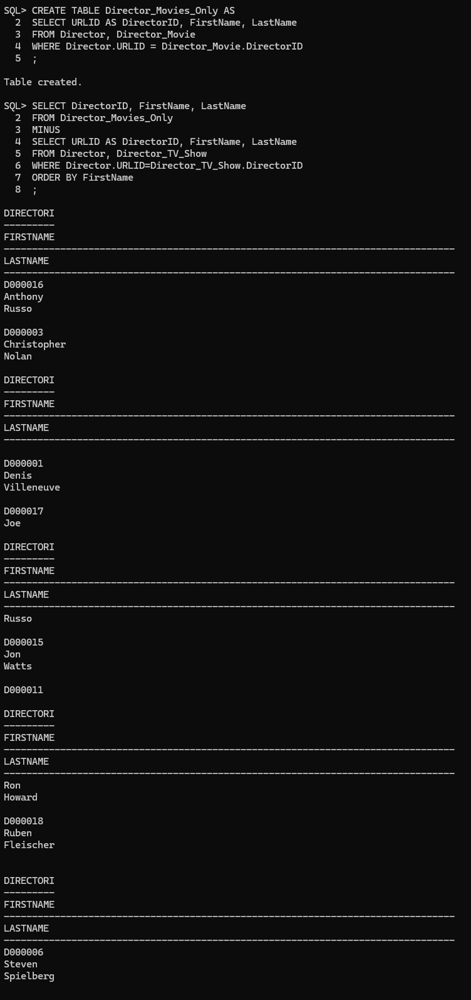 SQL> CREATE TABLE Director_Movies_Only AS
  2  SELECT URLID AS DirectorID, FirstName, LastName
  3  FROM Director, Director_Movie
  4  WHERE Director.URLID = Director_Movie.DirectorID
  5  ;

Table created.

SQL> SELECT DirectorID, FirstName, LastName
  2  FROM Director_Movies_Only
  3  MINUS
  4  SELECT URLID AS DirectorID, FirstName, LastName
  5  FROM Director, Director_TV_Show
  6  WHERE Director.URLID=Director_TV_Show.DirectorID
  7  ORDER BY FirstName
  8  ;

DIRECTORI
---------
FIRSTNAME
--------------------------------------------------------------------------------
LASTNAME
--------------------------------------------------------------------------------
D000016
Anthony
Russo

D000003
Christopher
Nolan

DIRECTORI
---------
FIRSTNAME
--------------------------------------------------------------------------------
LASTNAME
--------------------------------------------------------------------------------

D000001
Denis
Villeneuve

D000017
Joe

DIRECTORI
---------
FIRSTNAME
--------------------------------------------------------------------------------
LASTNAME
--------------------------------------------------------------------------------
Russo

D000015
Jon
Watts

D000011

DIRECTORI
---------
FIRSTNAME
--------------------------------------------------------------------------------
LASTNAME
--------------------------------------------------------------------------------
Ron
Howard

D000018
Ruben
Fleischer


DIRECTORI
---------
FIRSTNAME
--------------------------------------------------------------------------------
LASTNAME
--------------------------------------------------------------------------------
D000006
Steven
Spielberg